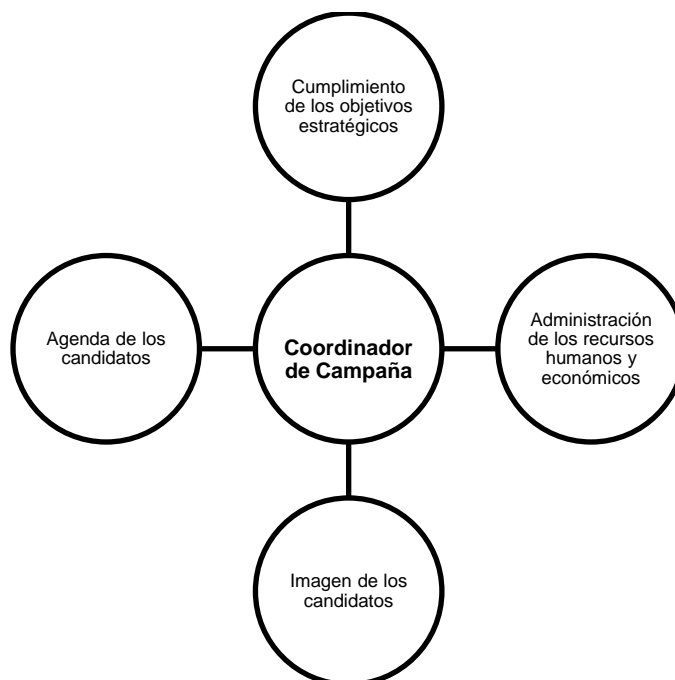 Cumplimiento
de los objetivos
estratégicos
Agenda de los
candidatos
Coordinador
de Campaña
Administración
de los recursos
humanos y
económicos
Imagen de los
candidatos